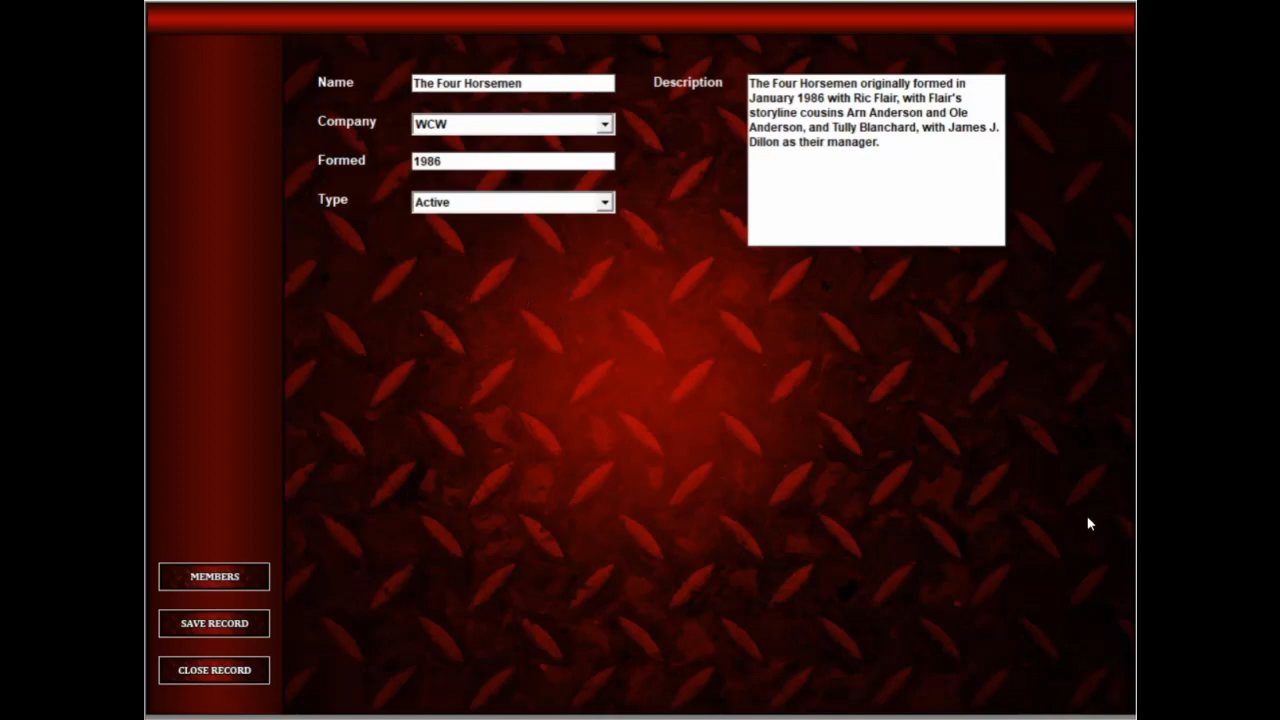 Name
The Four Horsemen
Company
WCW
Formed
1986
Type
Active
Description
The Four Horsemen originally formed in
January 1986 with Ric Flair, with Flair's
storyline cousins Arn Anderson and Ole
Anderson, and Tully Blanchard, with James J.
Dillon as their manager.
MEMBERS
SAVE RECORD
CLOSE RECORD